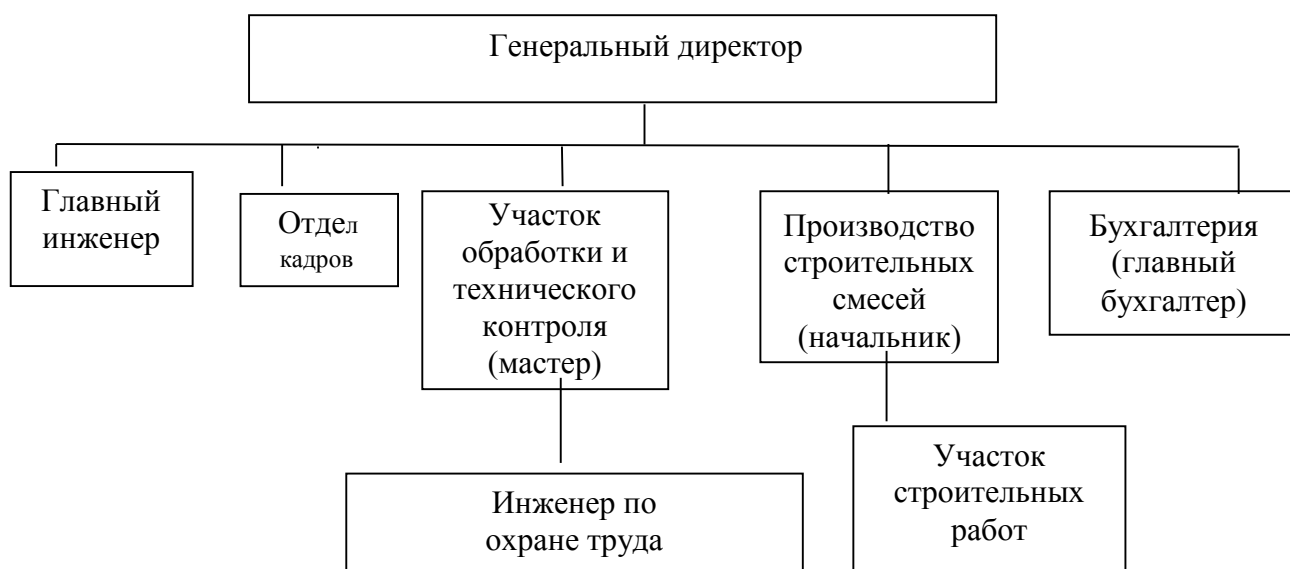 Генеральный директор
Главный
инженер
Отдел
кадров
Участок
обработки и
технического
контроля
(мастер)
Производство
строительных
смесей
(начальник)
Бухгалтерия
(главный
бухгалтер)
Инженер по
охране труда
Участок
строительных
работ